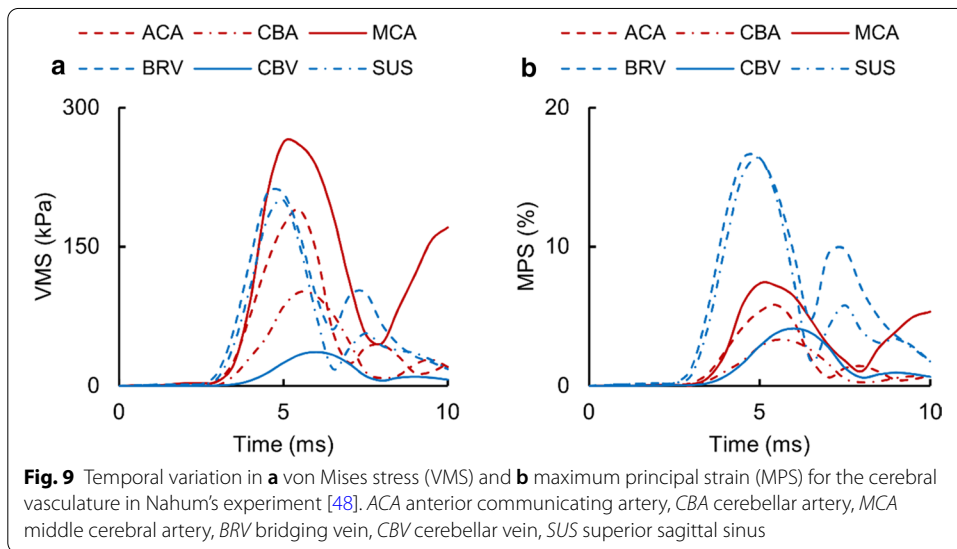 ACA CBA MCA
BRV CBV SUS
a
300
150
0
VMS (kPa)
0 5 10
Time (ms)
ACA CBA MCA
BRV CBV SUS
b
20
10
0
MPS (%)
0 5 10
Time (ms)
Fig. 9 Temporal variation in a von Mises stress (VMS) and b maximum principal strain (MPS) for the cerebral
vasculature in Nahum’s experiment [48]. ACA anterior communicating artery, CBA cerebellar artery, MCA
middle cerebral artery, BRV bridging vein, CBV cerebellar vein, SUS superior sagittal sinus